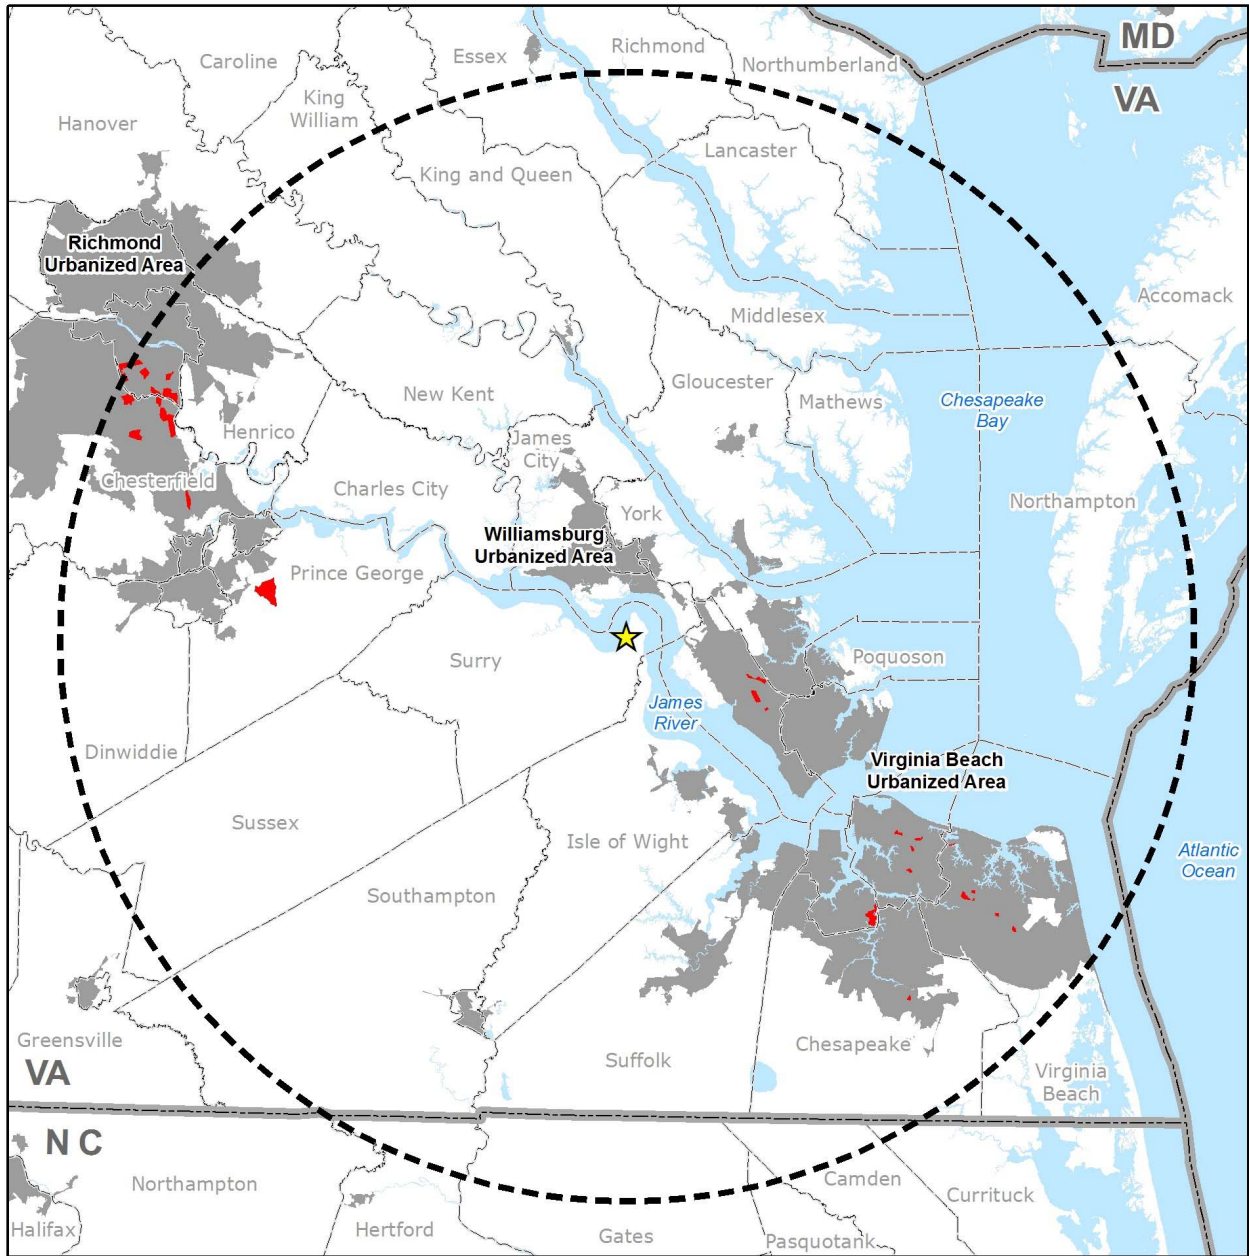 MD
VA
Caroline
Essex
Richmond
Northumberland
King
William
Hanover
Lancaster
King and Queen
Richmond
Urbanized Area
Accomack
Middlesex
Gloucester
New Kent
Mathews
Chesapeake
Bay
Henrico
James
City
Chesterfield
Charles City
Northampton
York
Williamsburg
Urbanized Area
Prince George
Surry
Poquoson
James
River
Dinwiddie
Virginia Beach
Urbanized Area
Sussex
Isle of Wight
Atlantic
Ocean
Southampton
Greensville
Suffolk
Chesapeake
Virginia
Beach
VA
NC
Northampton
Camden
Currituck
Halifax
Hertford
Gates
Pasquotank